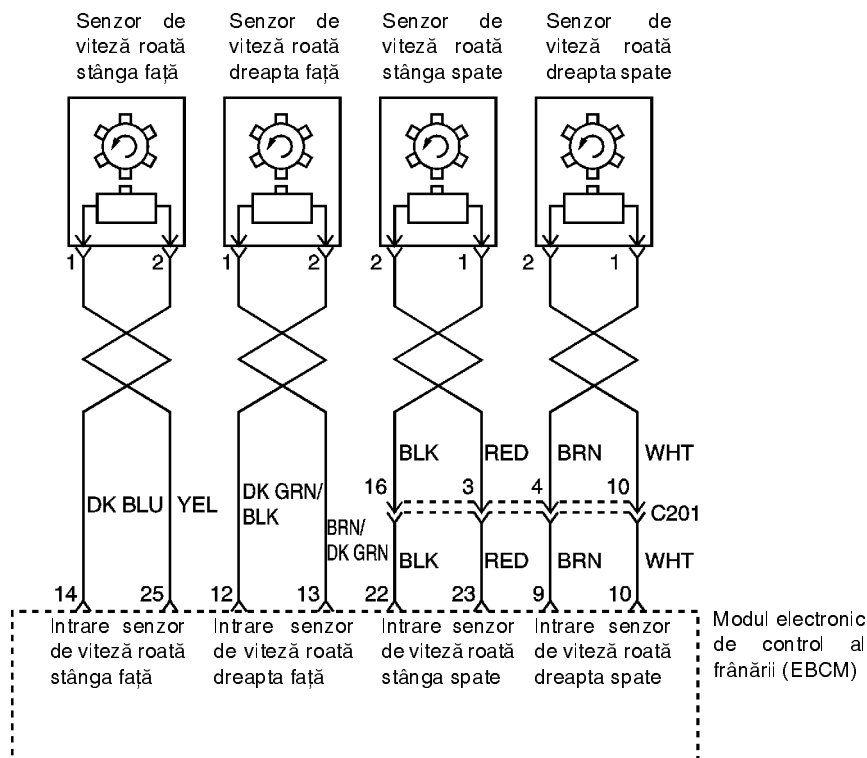 Senzor de
viteză roată
stânga față
Senzor de
viteză roată
dreapta față
Senzor de
viteză roată
stânga spate
Senzor de
viteză roată
dreapta spate
1 2 1 2 2 1 2 1
BLK RED BRN WHT
16 3 4 10
C201
DK BLU YEL
DK GRN/
BLK
BRN/
DK GRN
BLK RED BRN WHT
14 25 12 13 22 23 9 10
Intrare senzor
de viteză roată
stânga față
Intrare senzor
de viteză roată
dreapta față
Intrare senzor
de viteză roată
stânga spate
Intrare senzor
de viteză roată
dreapta spate
Modul electronic
de control al
frânării (EBCM)